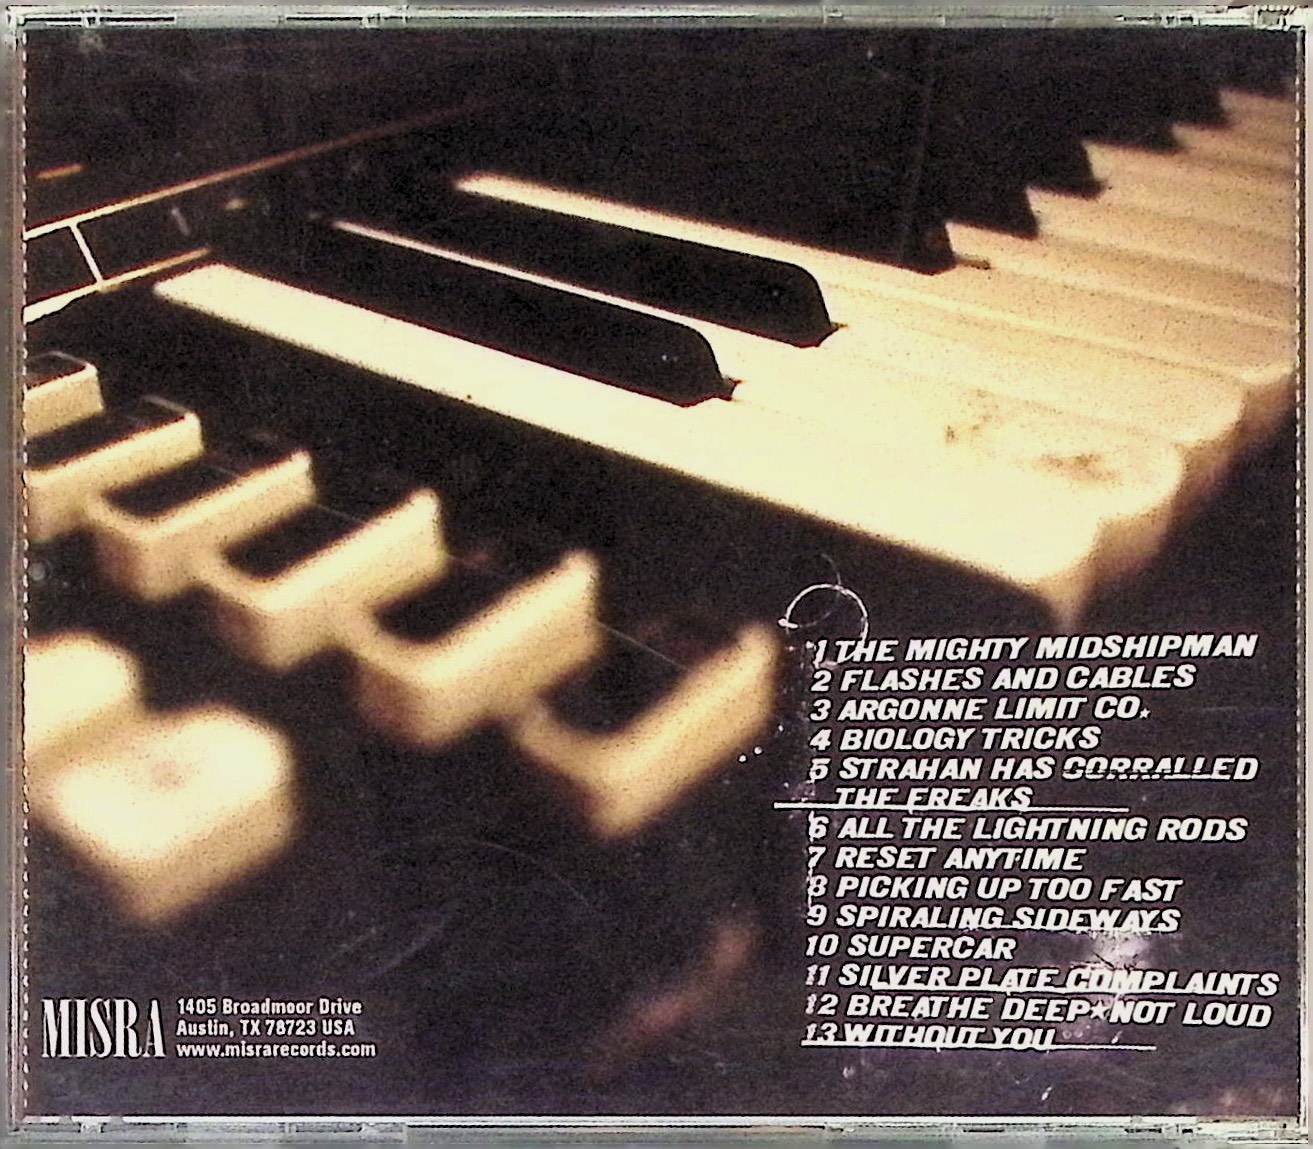 1 THE MIGHTY MIDSHIPMAN
2 FLASHES AND CABLES
3 ARGONNE LIMIT CO.
4 BIOLOGY TRICKS
5 STRAHAN HAS CORRALLED
THE FREAKS
6 ALL THE LIGHTNING RODS
7 RESET ANYTIME
8 PICKING UP TOO FAST
9 SPIRALING SIDEWAYS
10 SUPERCAR
11 SILVER PLATE COMPLAINTS
12 BREATHE DEEP★NOT LOUD
13 WITHOUT YOU
MISRA
1405 Broadmoor Drive
Austin, TX 78723 USA
www.misrarecords.com